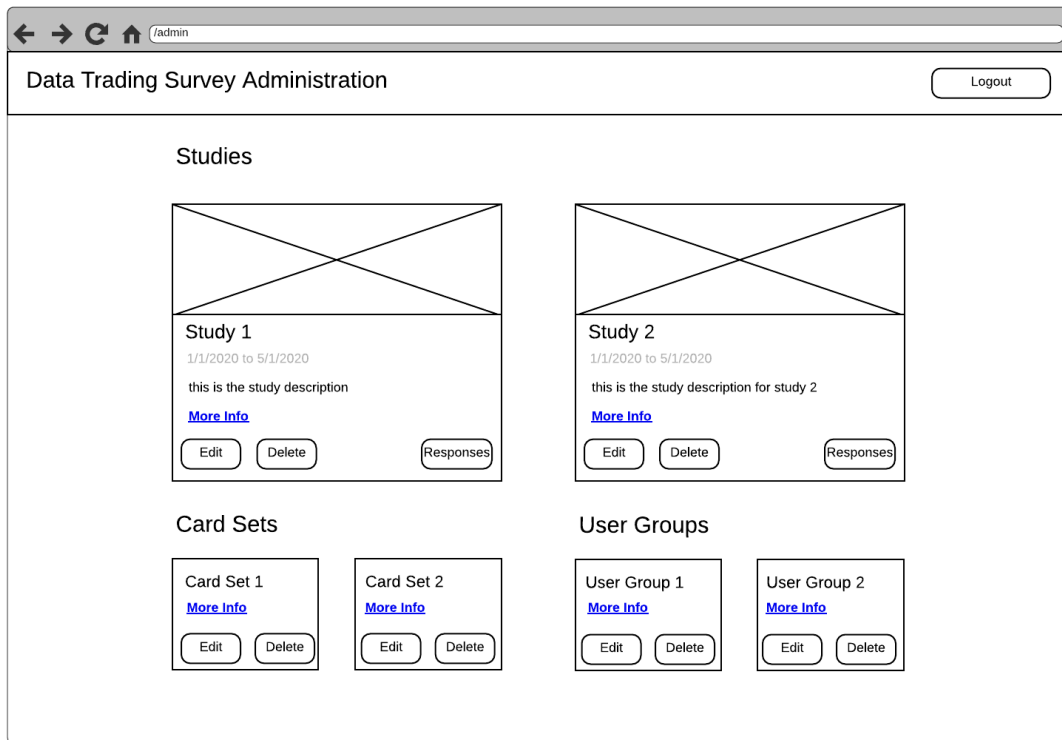 /admin
Data Trading Survey Administration
Logout
Studies
Study 1
1/1/2020 to 5/1/2020
this is the study description
More Info
Edit
Delete
Responses
Study 2
1/1/2020 to 5/1/2020
this is the study description for study 2
More Info
Edit
Delete
Responses
Card Sets
Card Set 1
More Info
Edit
Delete
Card Set 2
More Info
Edit
Delete
User Groups
User Group 1
More Info
Edit
Delete
User Group 2
More Info
Edit
Delete